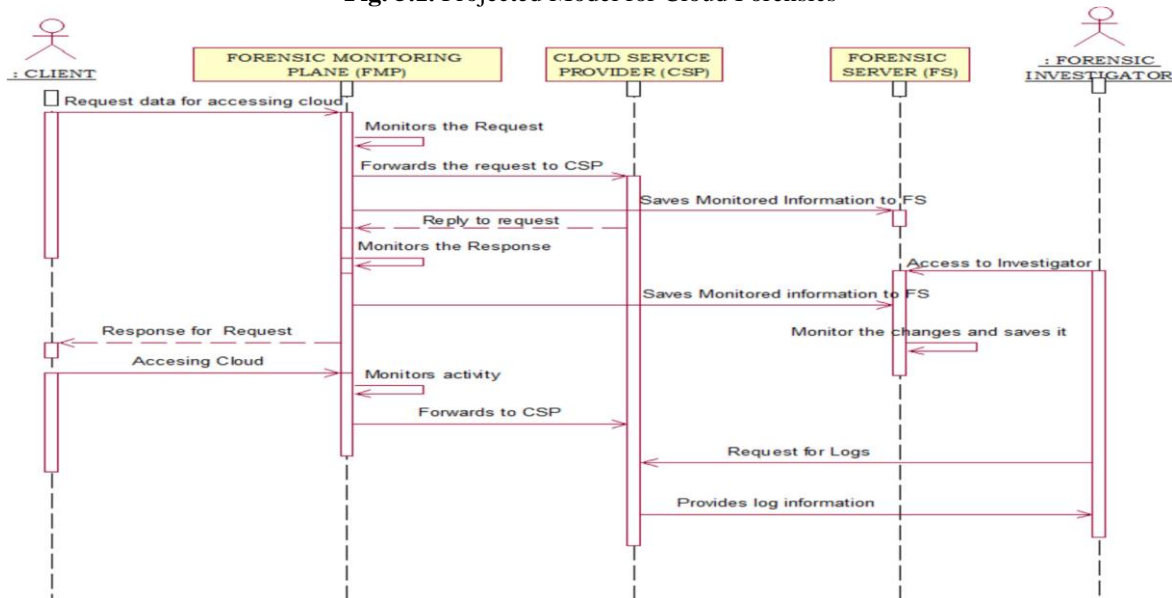 Fig. 3.2. Projected Model for Cloud Forensics
: CLIENT
FORENSIC MONITORING
PLANE (FMP)
CLOUD SERVICE
PROVIDER (CSP)
FORENSIC
SERVER (FS)
: FORENSIC
INVESTIGATOR
Request data for accessing cloud
Monitors the Request
Forwards the request to CSP
Saves Monitored Information to FS
Reply to request
Monitors the Response
Access to Investigator
Saves Monitored information to FS
Response for Request
Monitor the changes and saves it
Accesing Cloud
Monitors activity
Forwards to CSP
Request for Logs
Provides log information